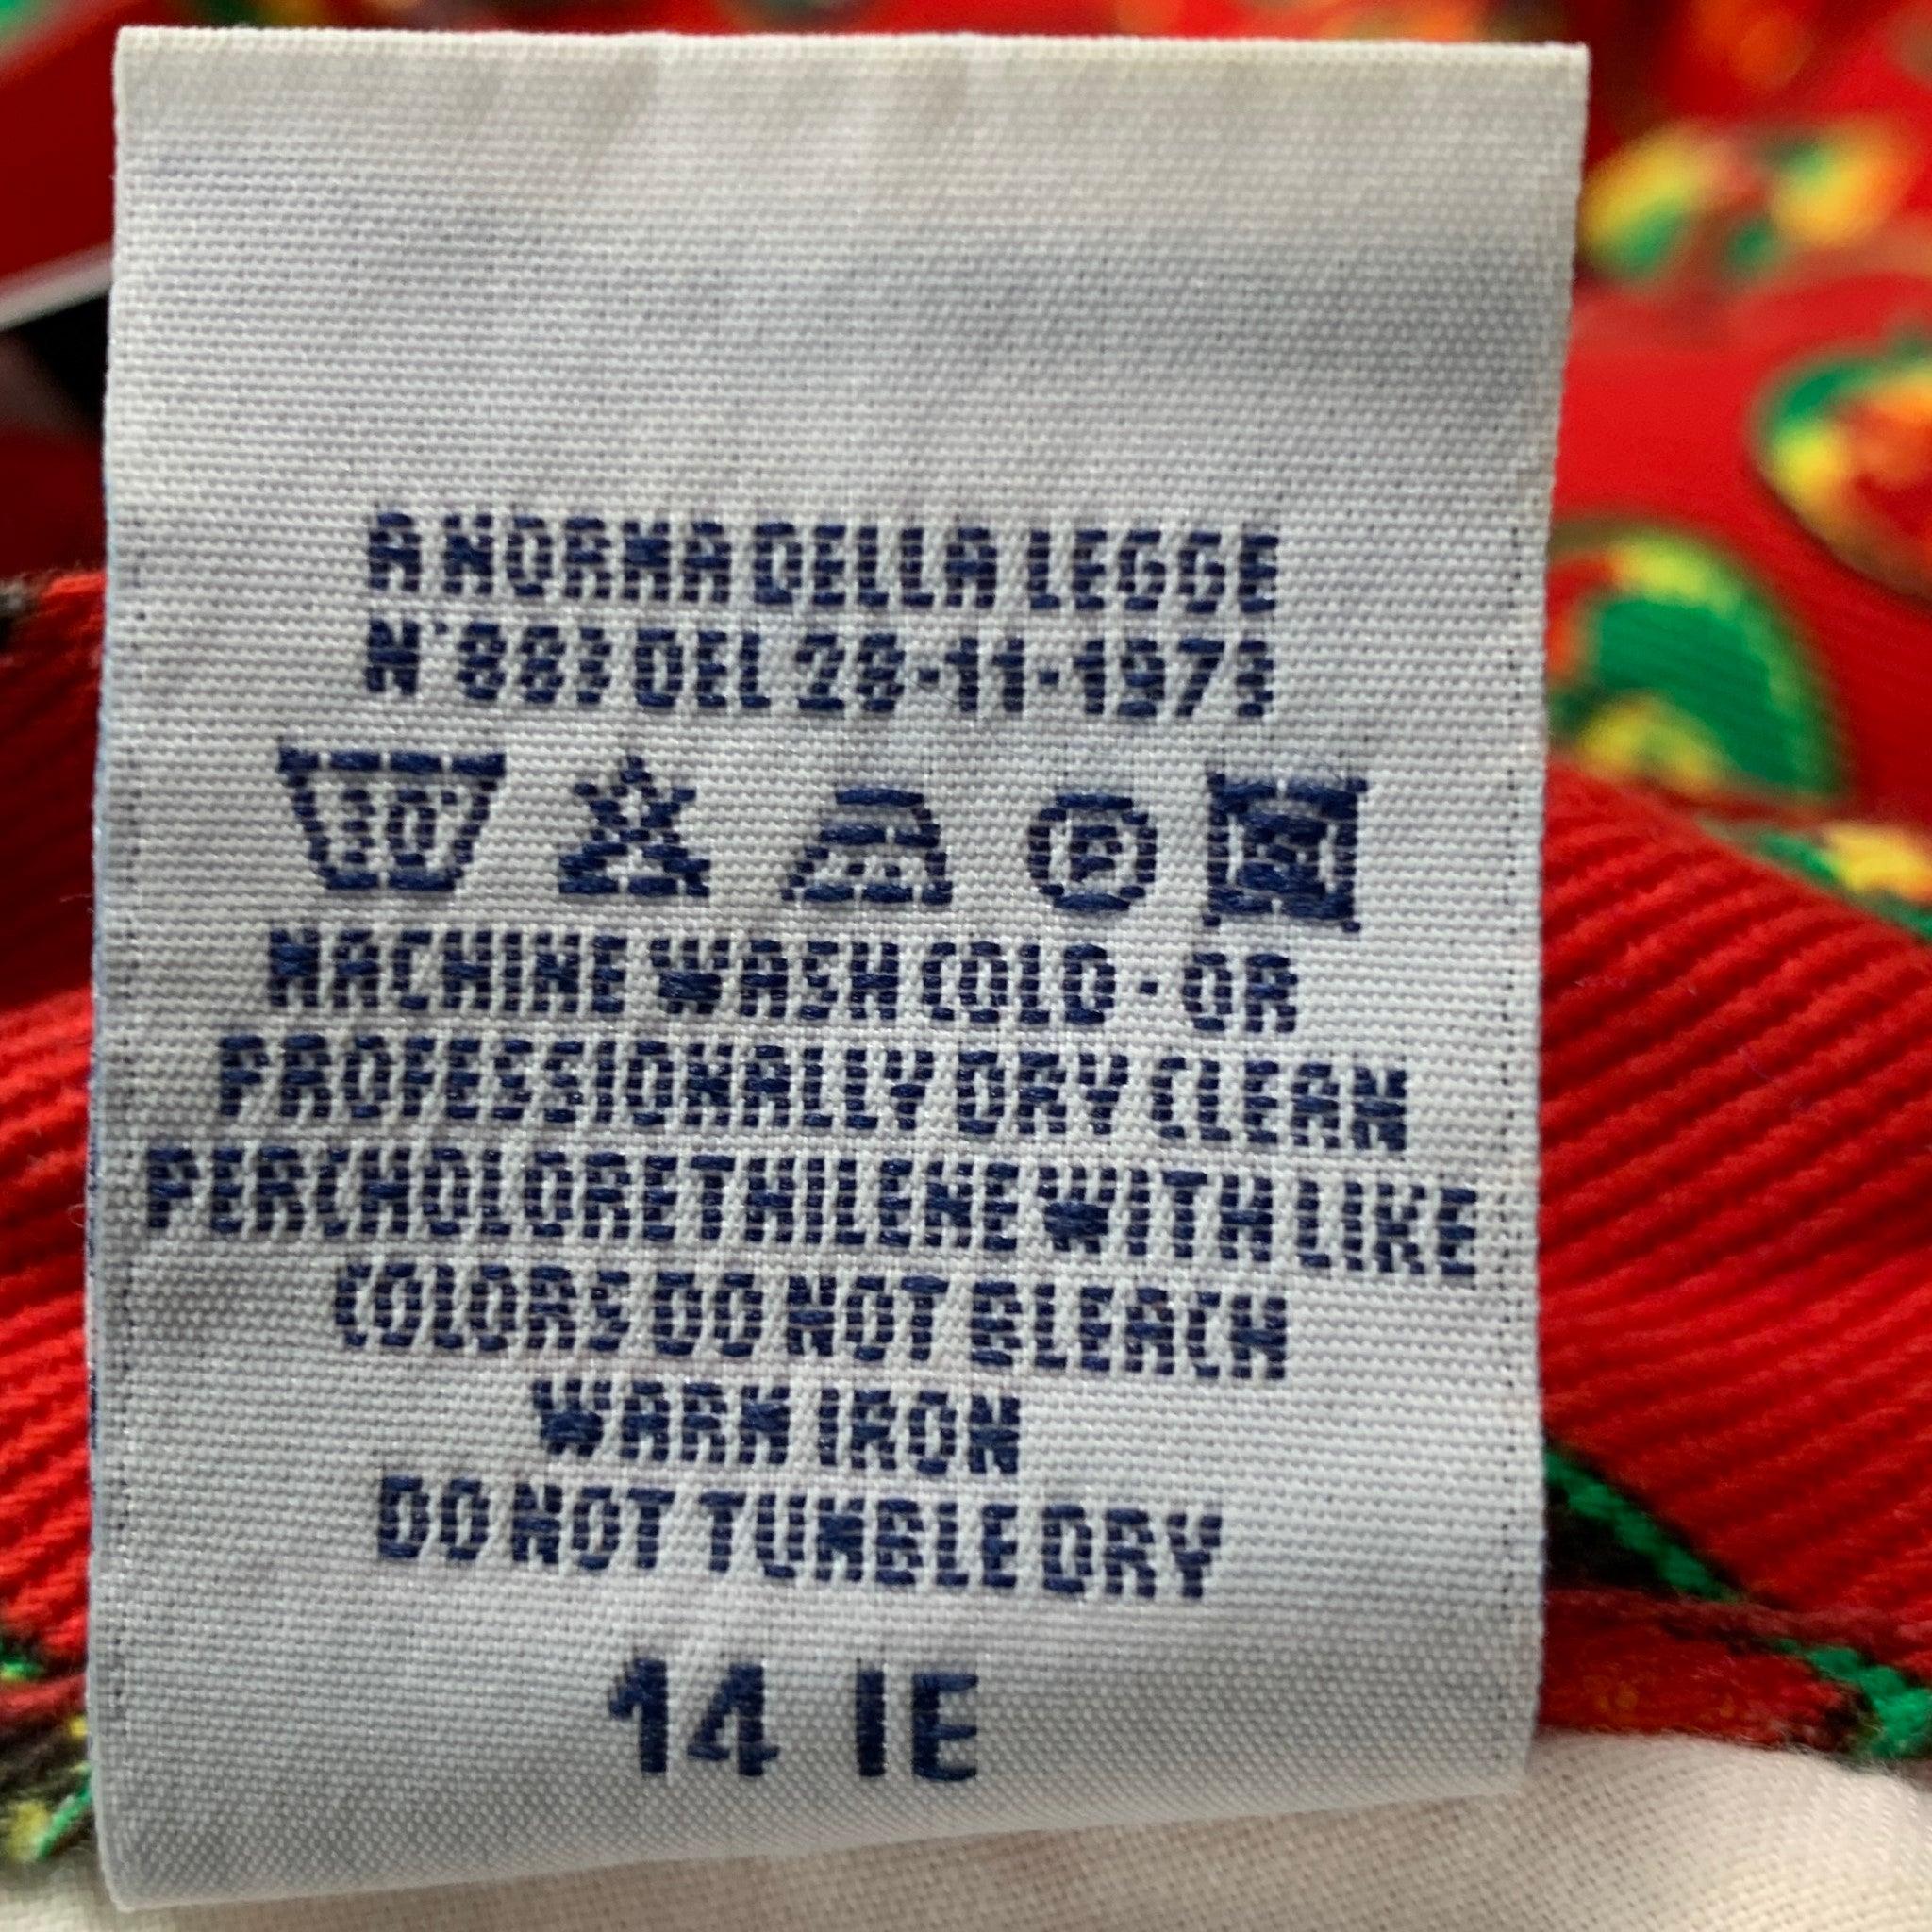 A NORMA DELLA LEGGE
N°883 DEL 28-11-1973
30°
P
MACHINE WASH COLD - OR
PROFESSIONALLY DRY CLEAN
PERCHOLORETHILENE WITH LIKE
COLORS DO NOT BLEACH
WARM IRON
DO NOT TUMBLE DRY
14 IE